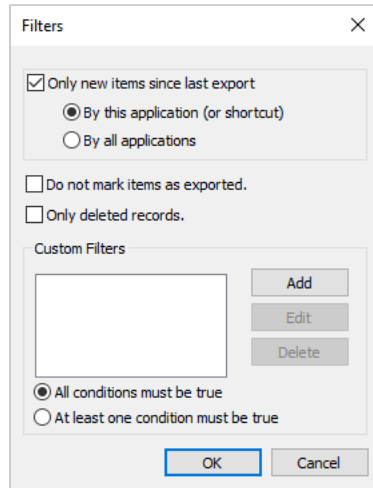 Filters
Only new items since last export
By this application (or shortcut)
By all applications
Do not mark items as exported.
Only deleted records.
Custom Filters
Add
Edit
Delete
All conditions must be true
At least one condition must be true
OK Cancel